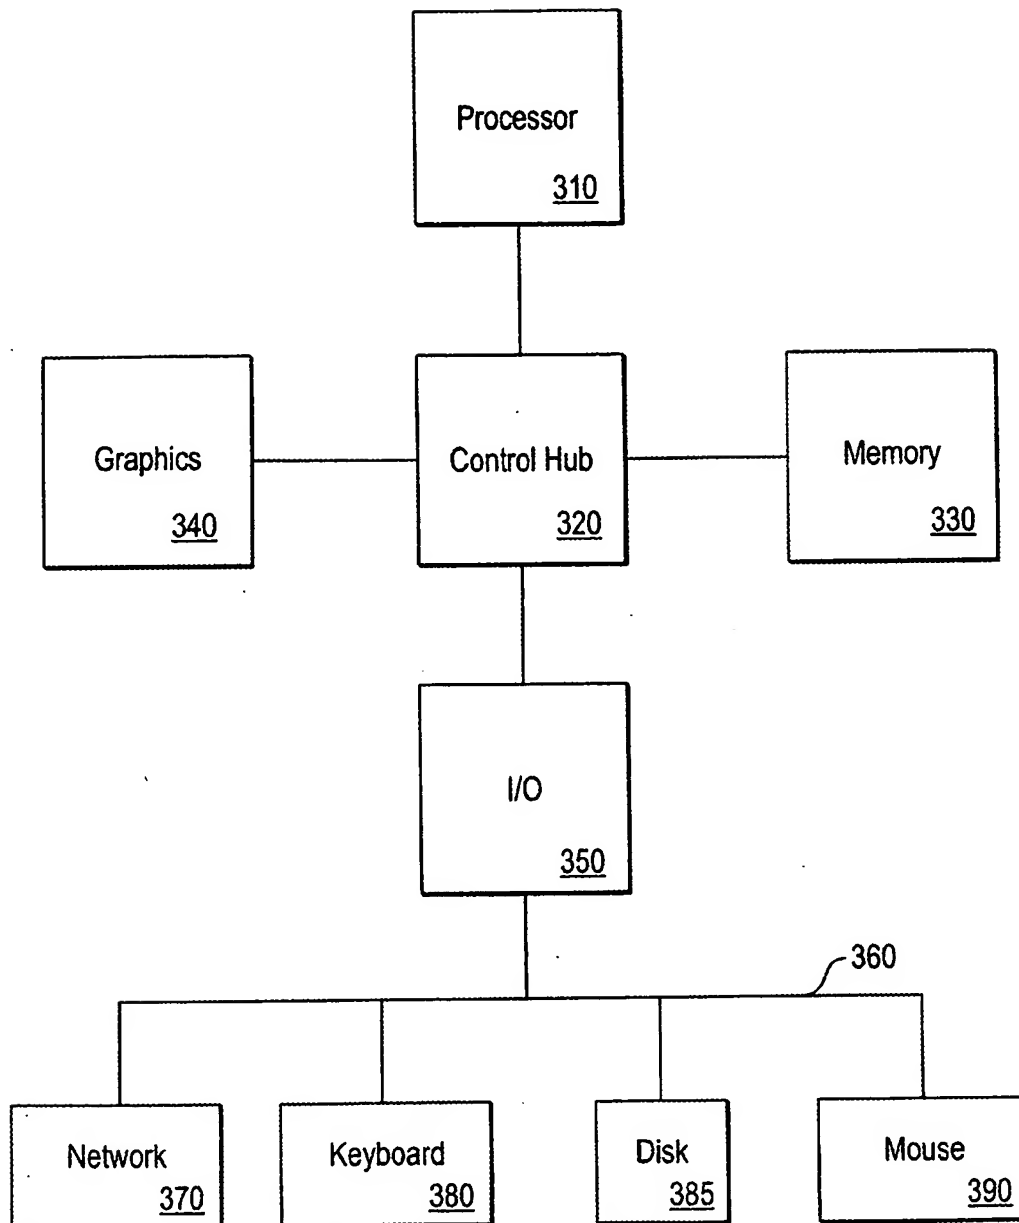 Processor
310
Graphics
340
Control Hub
320
Memory
330
I/O
350
360
Network
370
Keyboard
380
Disk
385
Mouse
390